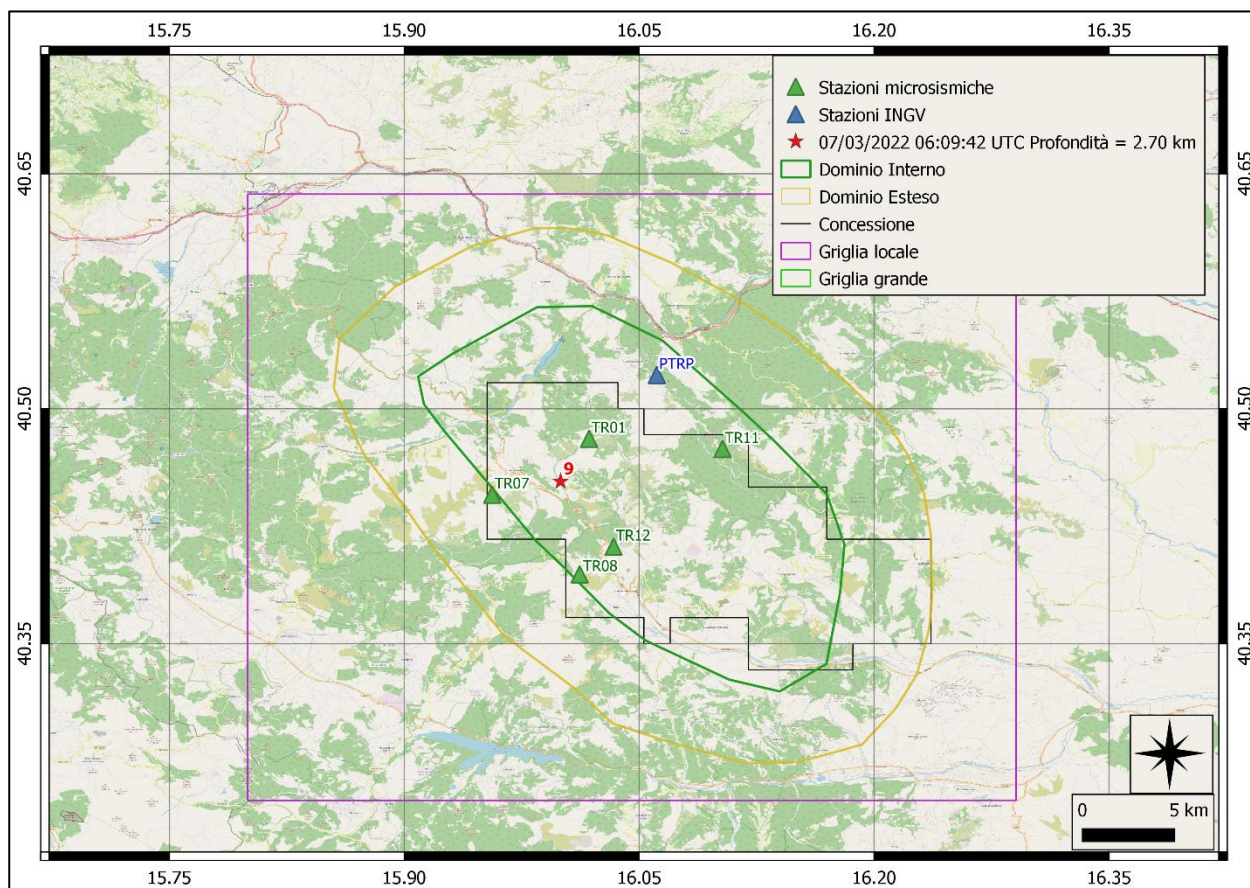 15.75 15.90 16.05 16.20 16.35
Stazioni microsismiche
Stazioni INGV
07/03/2022 06:09:42 UTC Profondità = 2.70 km
Dominio Interno
Dominio Esteso
Concessione
Griglia locale
Griglia grande
40.65 40.65
PTRP
40.50 40.50
TR01
TR11
9
TR07
TR12
TR08
40.35 40.35
0 5 km
15.75 15.90 16.05 16.20 16.35